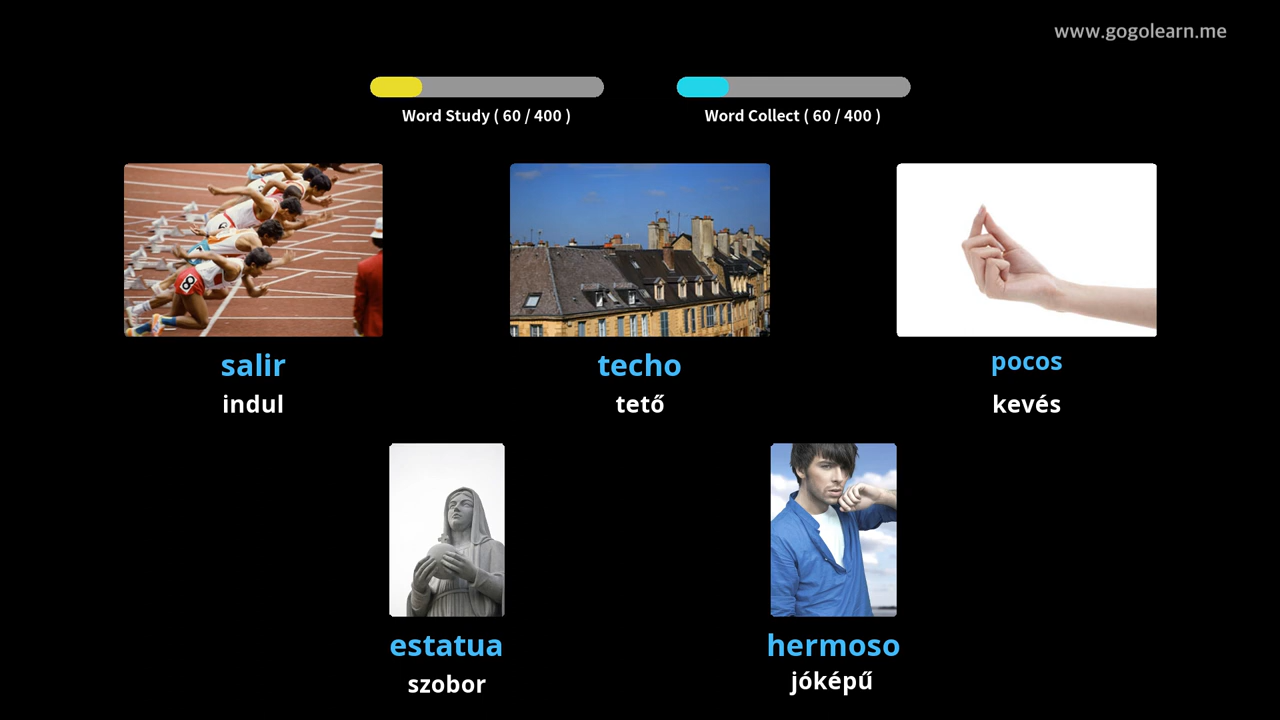 www.gogolearn.me
Word Study ( 60 / 400 )
Word Collect ( 60 / 400 )
salir
indul
techo
tető
pocos
kevés
8
estatua
szobor
hermoso
jóképű